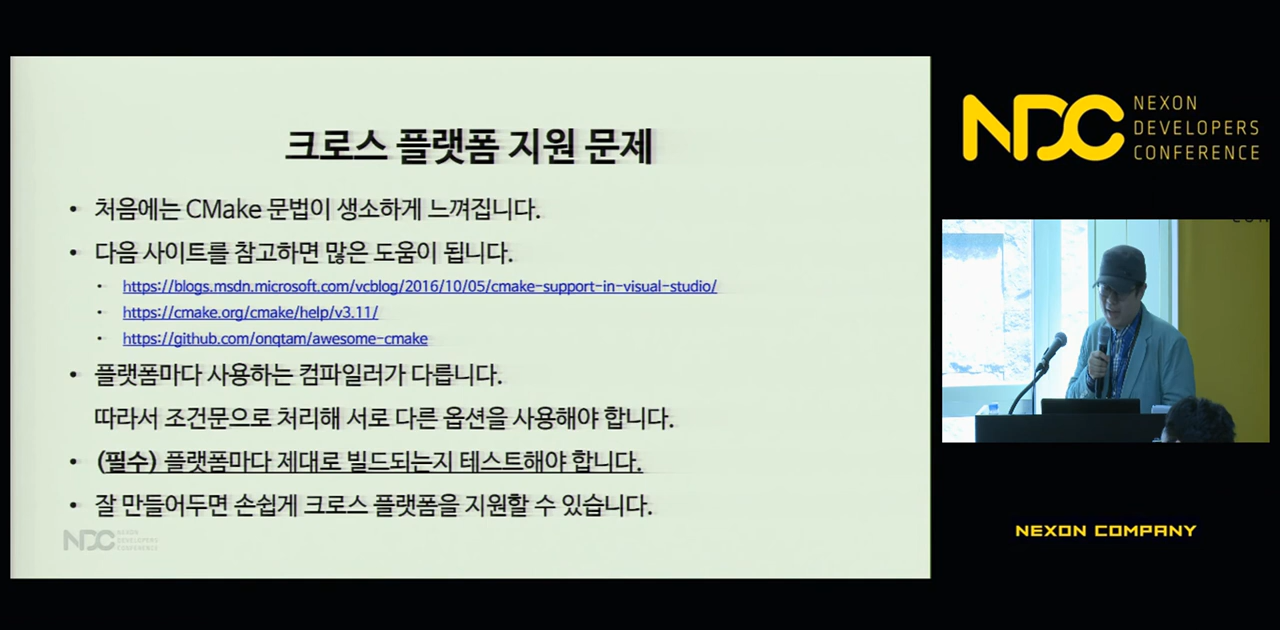 크로스 플랫폼 지원 문제
• 처음에는 CMake 문법이 생소하게 느껴집니다.
• 다음 사이트를 참고하면 많은 도움이 됩니다.
• https://blogs.msdn.microsoft.com/vcblog/2016/10/05/cmake-support-in-visual-studio/
• https://cmake.org/cmake/help/v3.11/
• https://github.com/onqtam/awesome-cmake
• 플랫폼마다 사용하는 컴파일러가 다릅니다.
따라서 조건문으로 처리해 서로 다른 옵션을 사용해야 합니다.
• (필수) 플랫폼마다 제대로 빌드되는지 테스트해야 합니다.
• 잘 만들어두면 손쉽게 크로스 플랫폼을 지원할 수 있습니다.
NDC NEXON
DEVELOPERS
CONFERENCE
NDC NEXON
DEVELOPERS
CONFERENCE
NEXON COMPANY